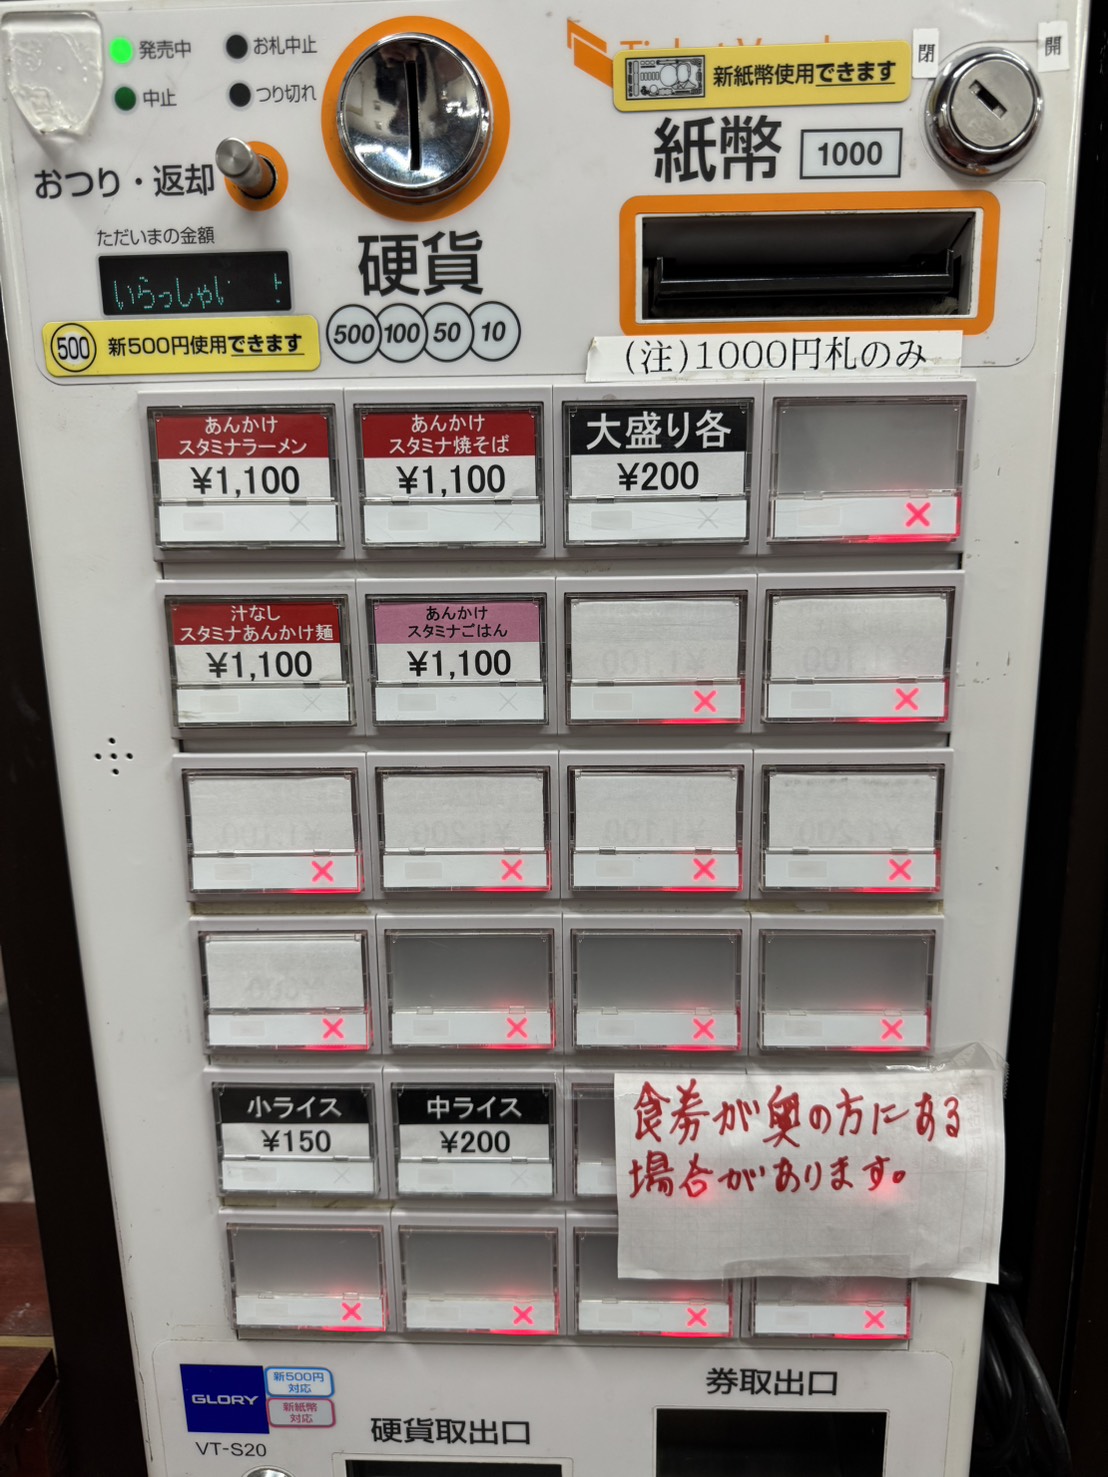 発売中
お札中止
中止
つり切れ
おつり・返却
ただいまの金額
いらっしゃい
500
新500円使用できます
硬貨
500 100 50 10
新紙幣使用できます
閉
開
紙幣
1000
(注)1000円札のみ
あんかけ
スタミナラーメン
¥1,100
あんかけ
スタミナ焼そば
¥1,100
大盛り各
¥200
汁なし
スタミナあんかけ麺
¥1,100
あんかけ
スタミナごはん
¥1,100
小ライス
¥150
中ライス
¥200
食券が奥の方にある
場合があります。
GLORY
新500円
対応
新紙幣
対応
VT-S20
硬貨取出口
券取出口